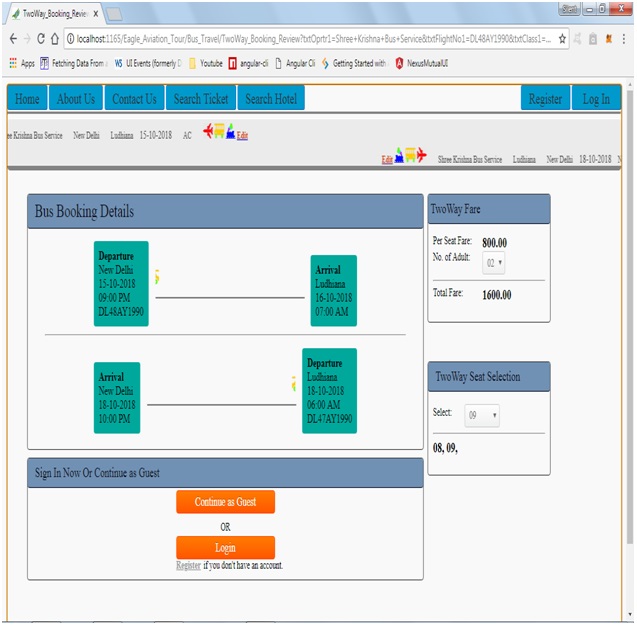 TwoWay_Booking_Review
localhost:1165/Eagle_Aviation_Tour/Bus_Travel/TwoWay_Booking_Review?txtOprtr1=Shree+Krishna+Bus+Service&txtFlightNo1=DL48AY1990&txtClass1=...
Apps Fetching Data From UI Events (formerly D Youtube angular-cli Angular Cli Getting Started with NexusMutualUI
Home About Us Contact Us Search Ticket Search Hotel Register Log In
ee Krishna Bus Service New Delhi Ludhiana 15-10-2018 AC Edit
Edit Shree Krishna Bus Service Ludhiana New Delhi 18-10-2018 N
Bus Booking Details
Departure
New Delhi
15-10-2018
09:00 PM
DL48AY1990
Arrival
Ludhiana
16-10-2018
07:00 AM
Arrival
New Delhi
18-10-2018
10:00 PM
Departure
Ludhiana
18-10-2018
06:00 AM
DL47AY1990
TwoWay Fare
Per Seat Fare: 800.00
No. of Adult: 02
Total Fare: 1600.00
TwoWay Seat Selection
Select: 09
08, 09,
Sign In Now Or Continue as Guest
Continue as Guest
OR
Login
Register if you don't have an account.